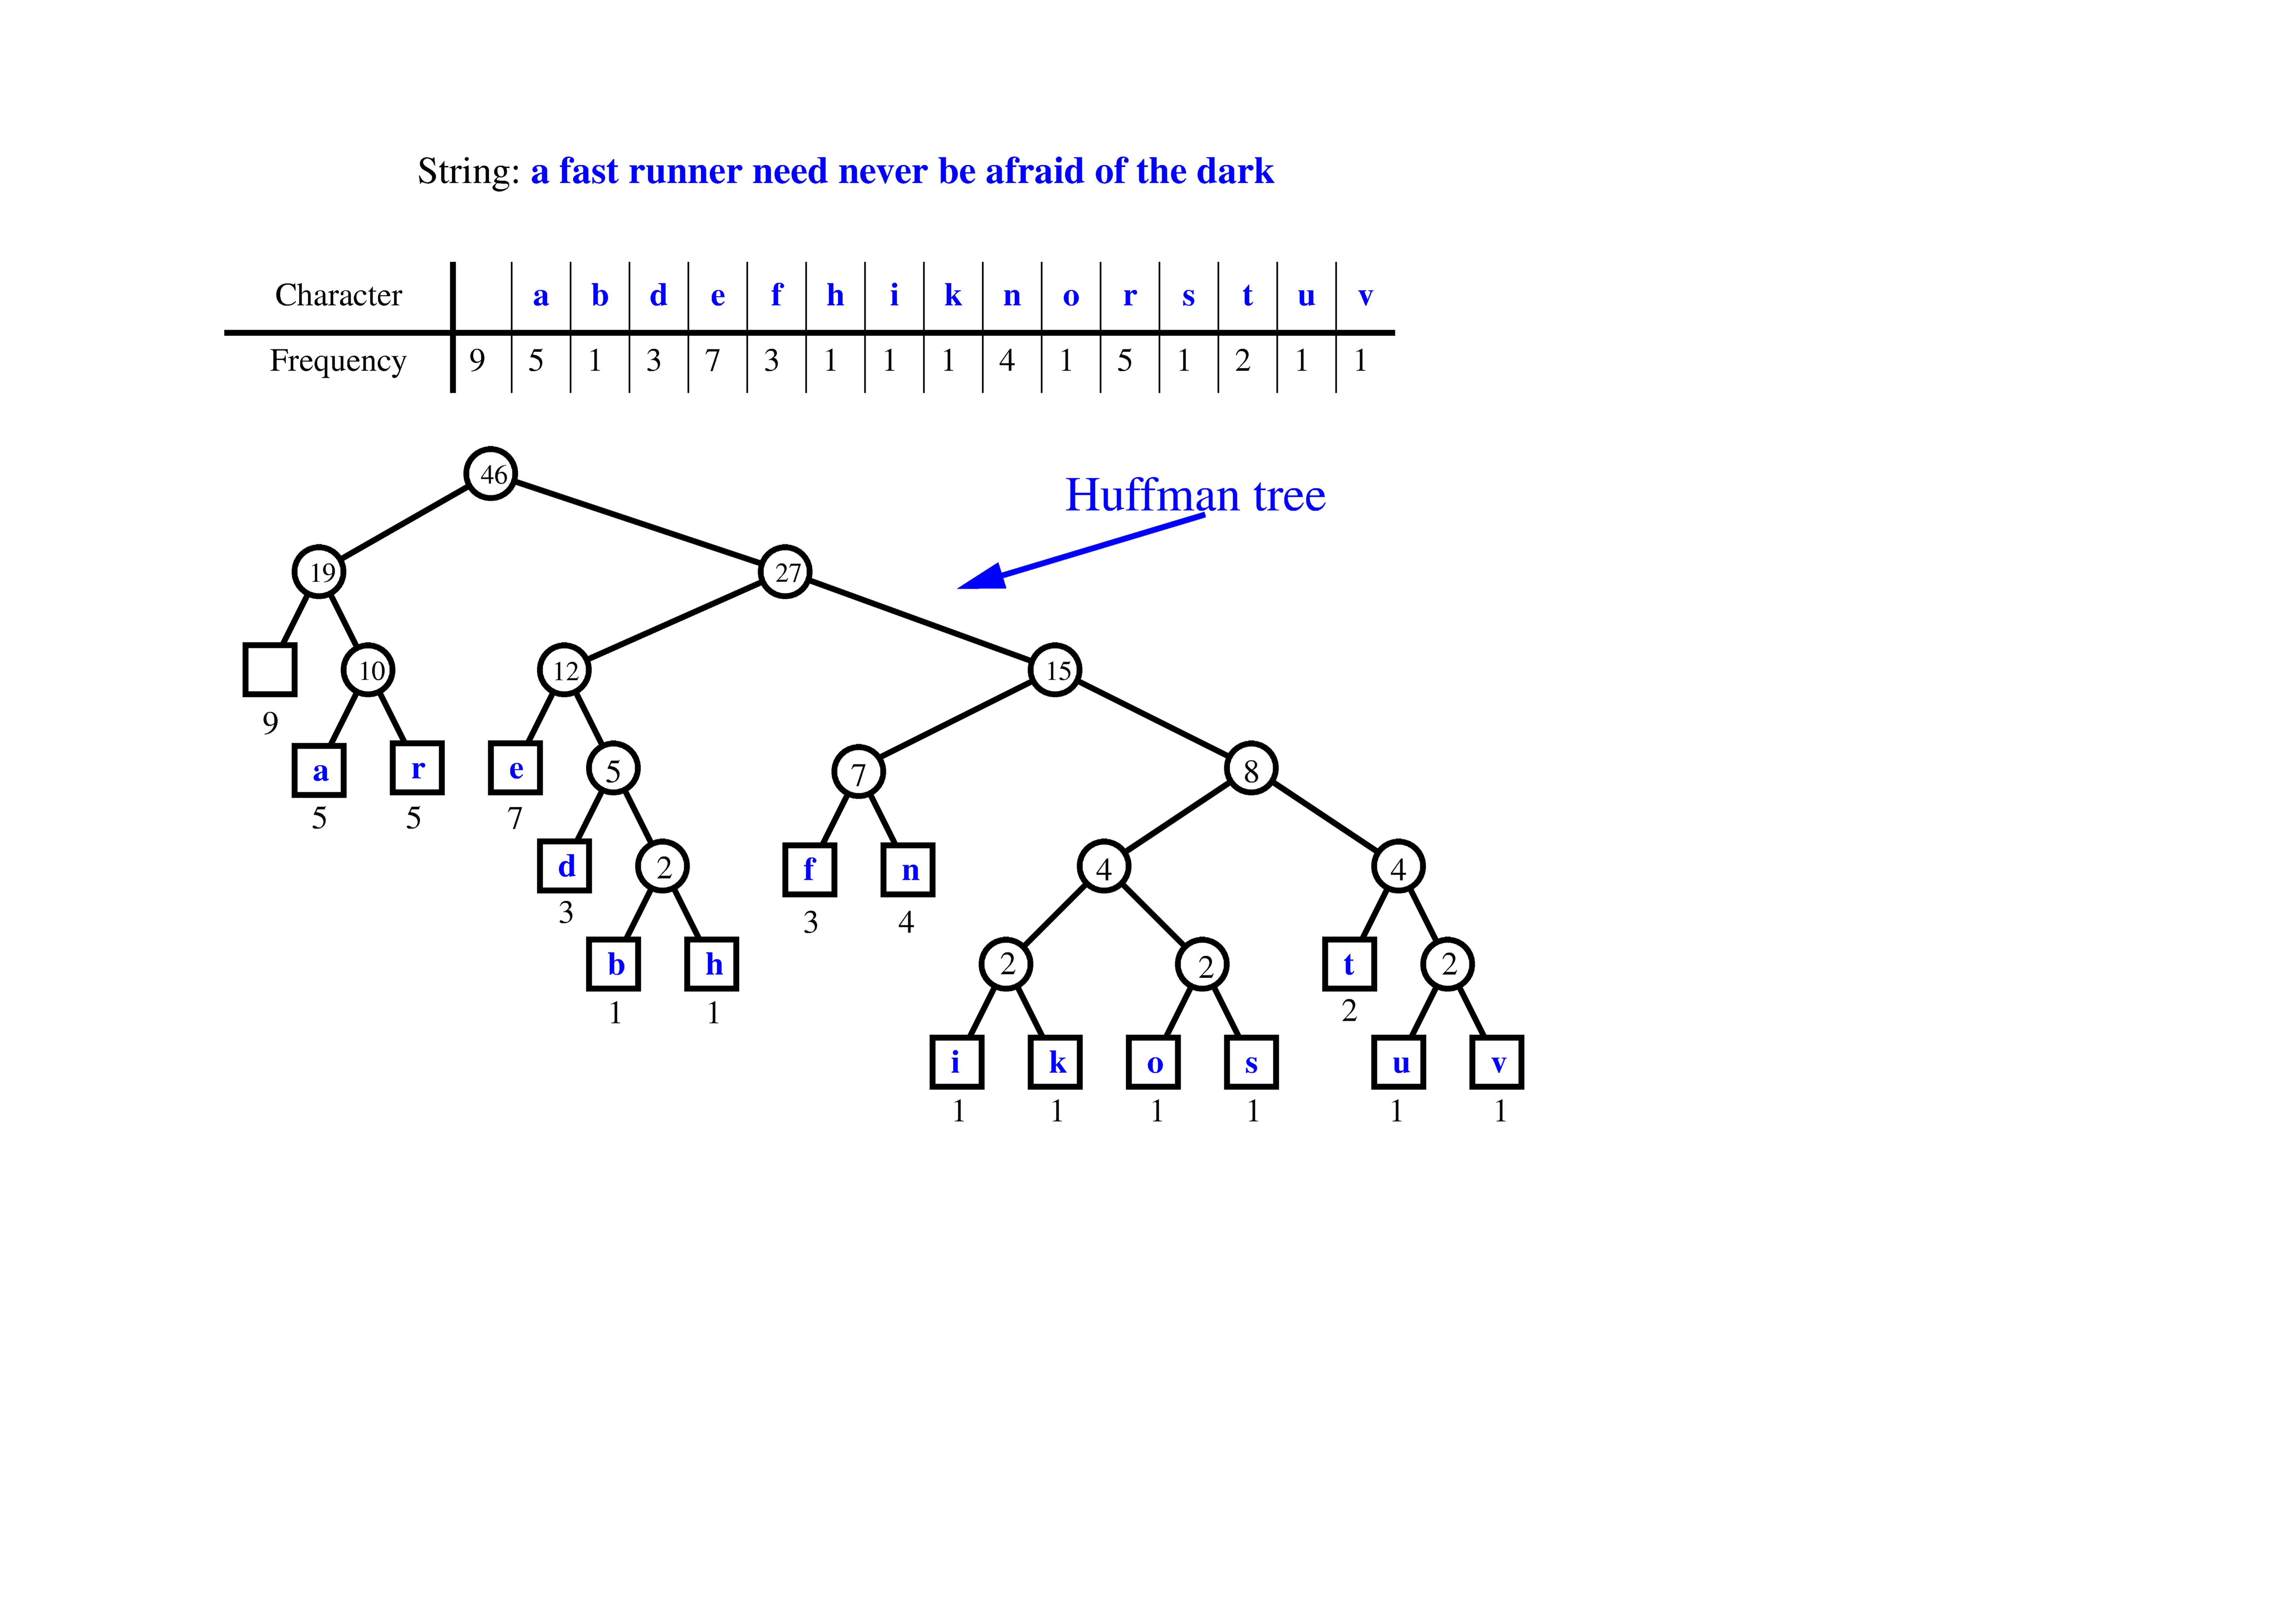 String: a fast runner need never be afraid of the dark
Character a b d e f h i k n o r s t u v
Frequency 9 5 1 3 7 3 1 1 1 4 1 5 1 2 1 1
46
Huffman tree
19 27
10 12 15
9
a r e 5 7 8
5 5 7
d 2 f n 4 4
3 3 4
b h 2 2 t 2
1 1 2
i k o s u v
1 1 1 1 1 1